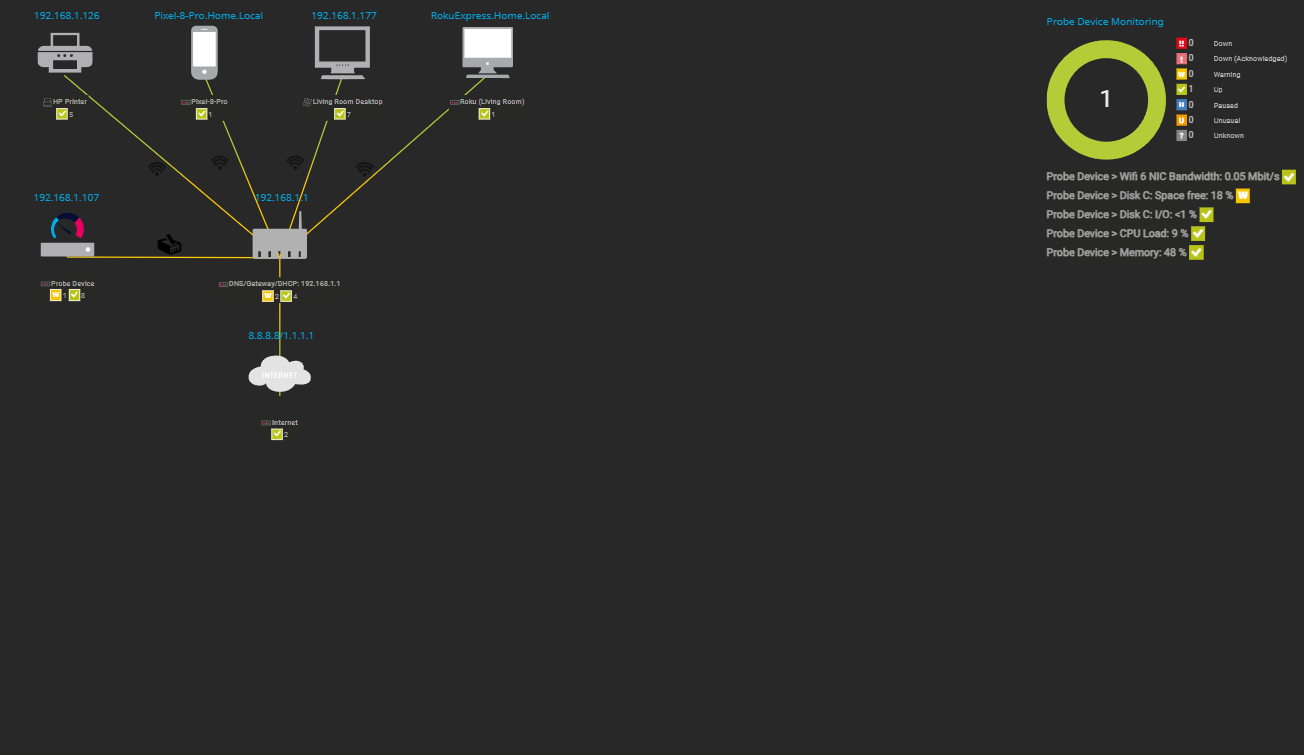 192.168.1.126
Pixel-8-Pro.Home.Local
192.168.1.177
RokuExpress.Home.Local
HP Printer
5
Pixel-8-Pro
1
Living Room Desktop
7
Roku (Living Room)
1
192.168.1.107
192.168.1.1
Probe Device
W 1 8
DNS/Gateway/DHCP: 192.168.1.1
W 2 4
8.8.8.8/1.1.1.1
INTERNET
Internet
2
Probe Device Monitoring
1
!! 0 Down
! 0 Down (Acknowledged)
W 0 Warning
1 Up
0 Paused
U 0 Unusual
? 0 Unknown
Probe Device > Wifi 6 NIC Bandwidth: 0.05 Mbit/s
Probe Device > Disk C: Space free: 18 % W
Probe Device > Disk C: I/O: <1 %
Probe Device > CPU Load: 9 %
Probe Device > Memory: 48 %